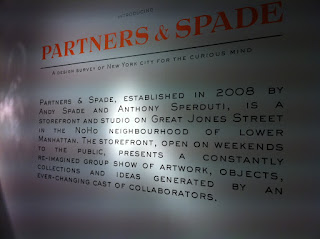 INTRODUCING
PARTNERS & SPADE
A DESIGN SURVEY OF NEW YORK CITY FOR THE CURIOUS MIND
PARTNERS & SPADE, ESTABLISHED IN 2008 BY
ANDY SPADE AND ANTHONY SPERDUTI, IS A
STOREFRONT AND STUDIO ON GREAT JONES STREET
IN THE NOHO NEIGHBOURHOOD OF LOWER
MANHATTAN. THE STOREFRONT, OPEN ON WEEKENDS
TO THE PUBLIC, PRESENTS A CONSTANTLY
RE-IMAGINED GROUP SHOW OF ARTWORK, OBJECTS,
COLLECTIONS AND IDEAS GENERATED BY AN
EVER-CHANGING CAST OF COLLABORATORS.